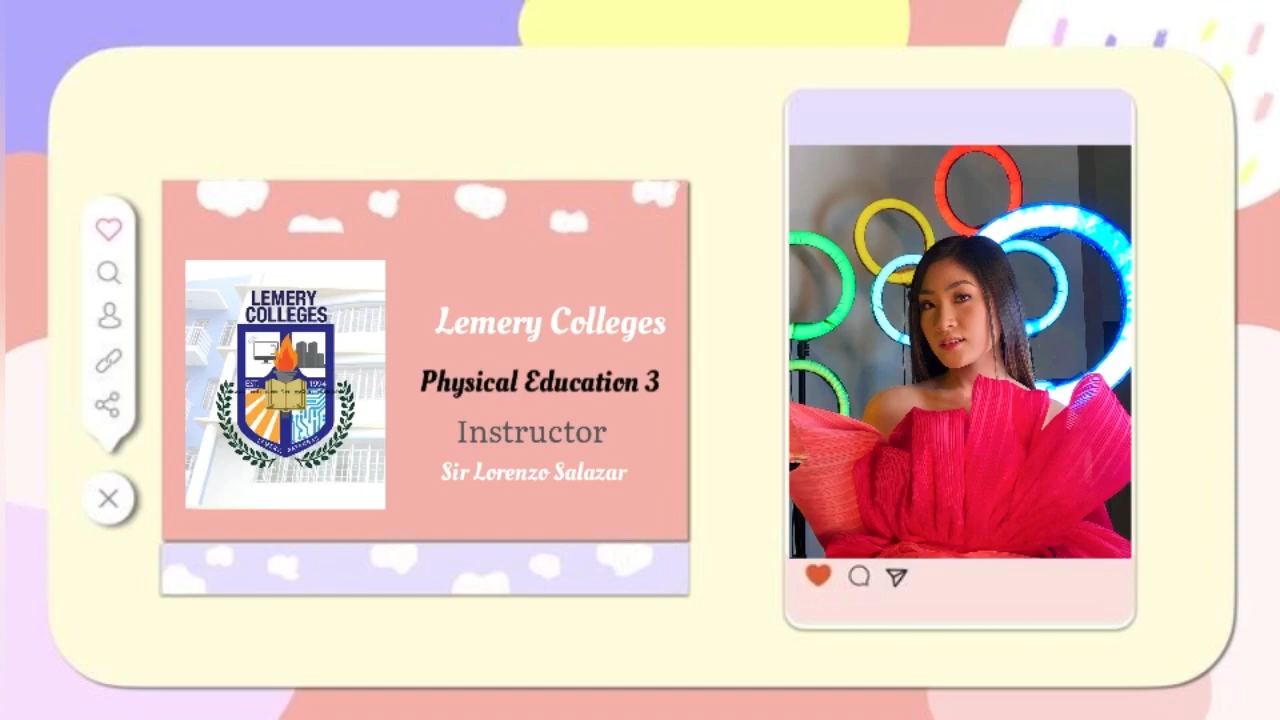 LEMERY
COLLEGES
EST. 1994
Lemery Colleges
Physical Education 3
Instructor
Sir Lorenzo Salazar